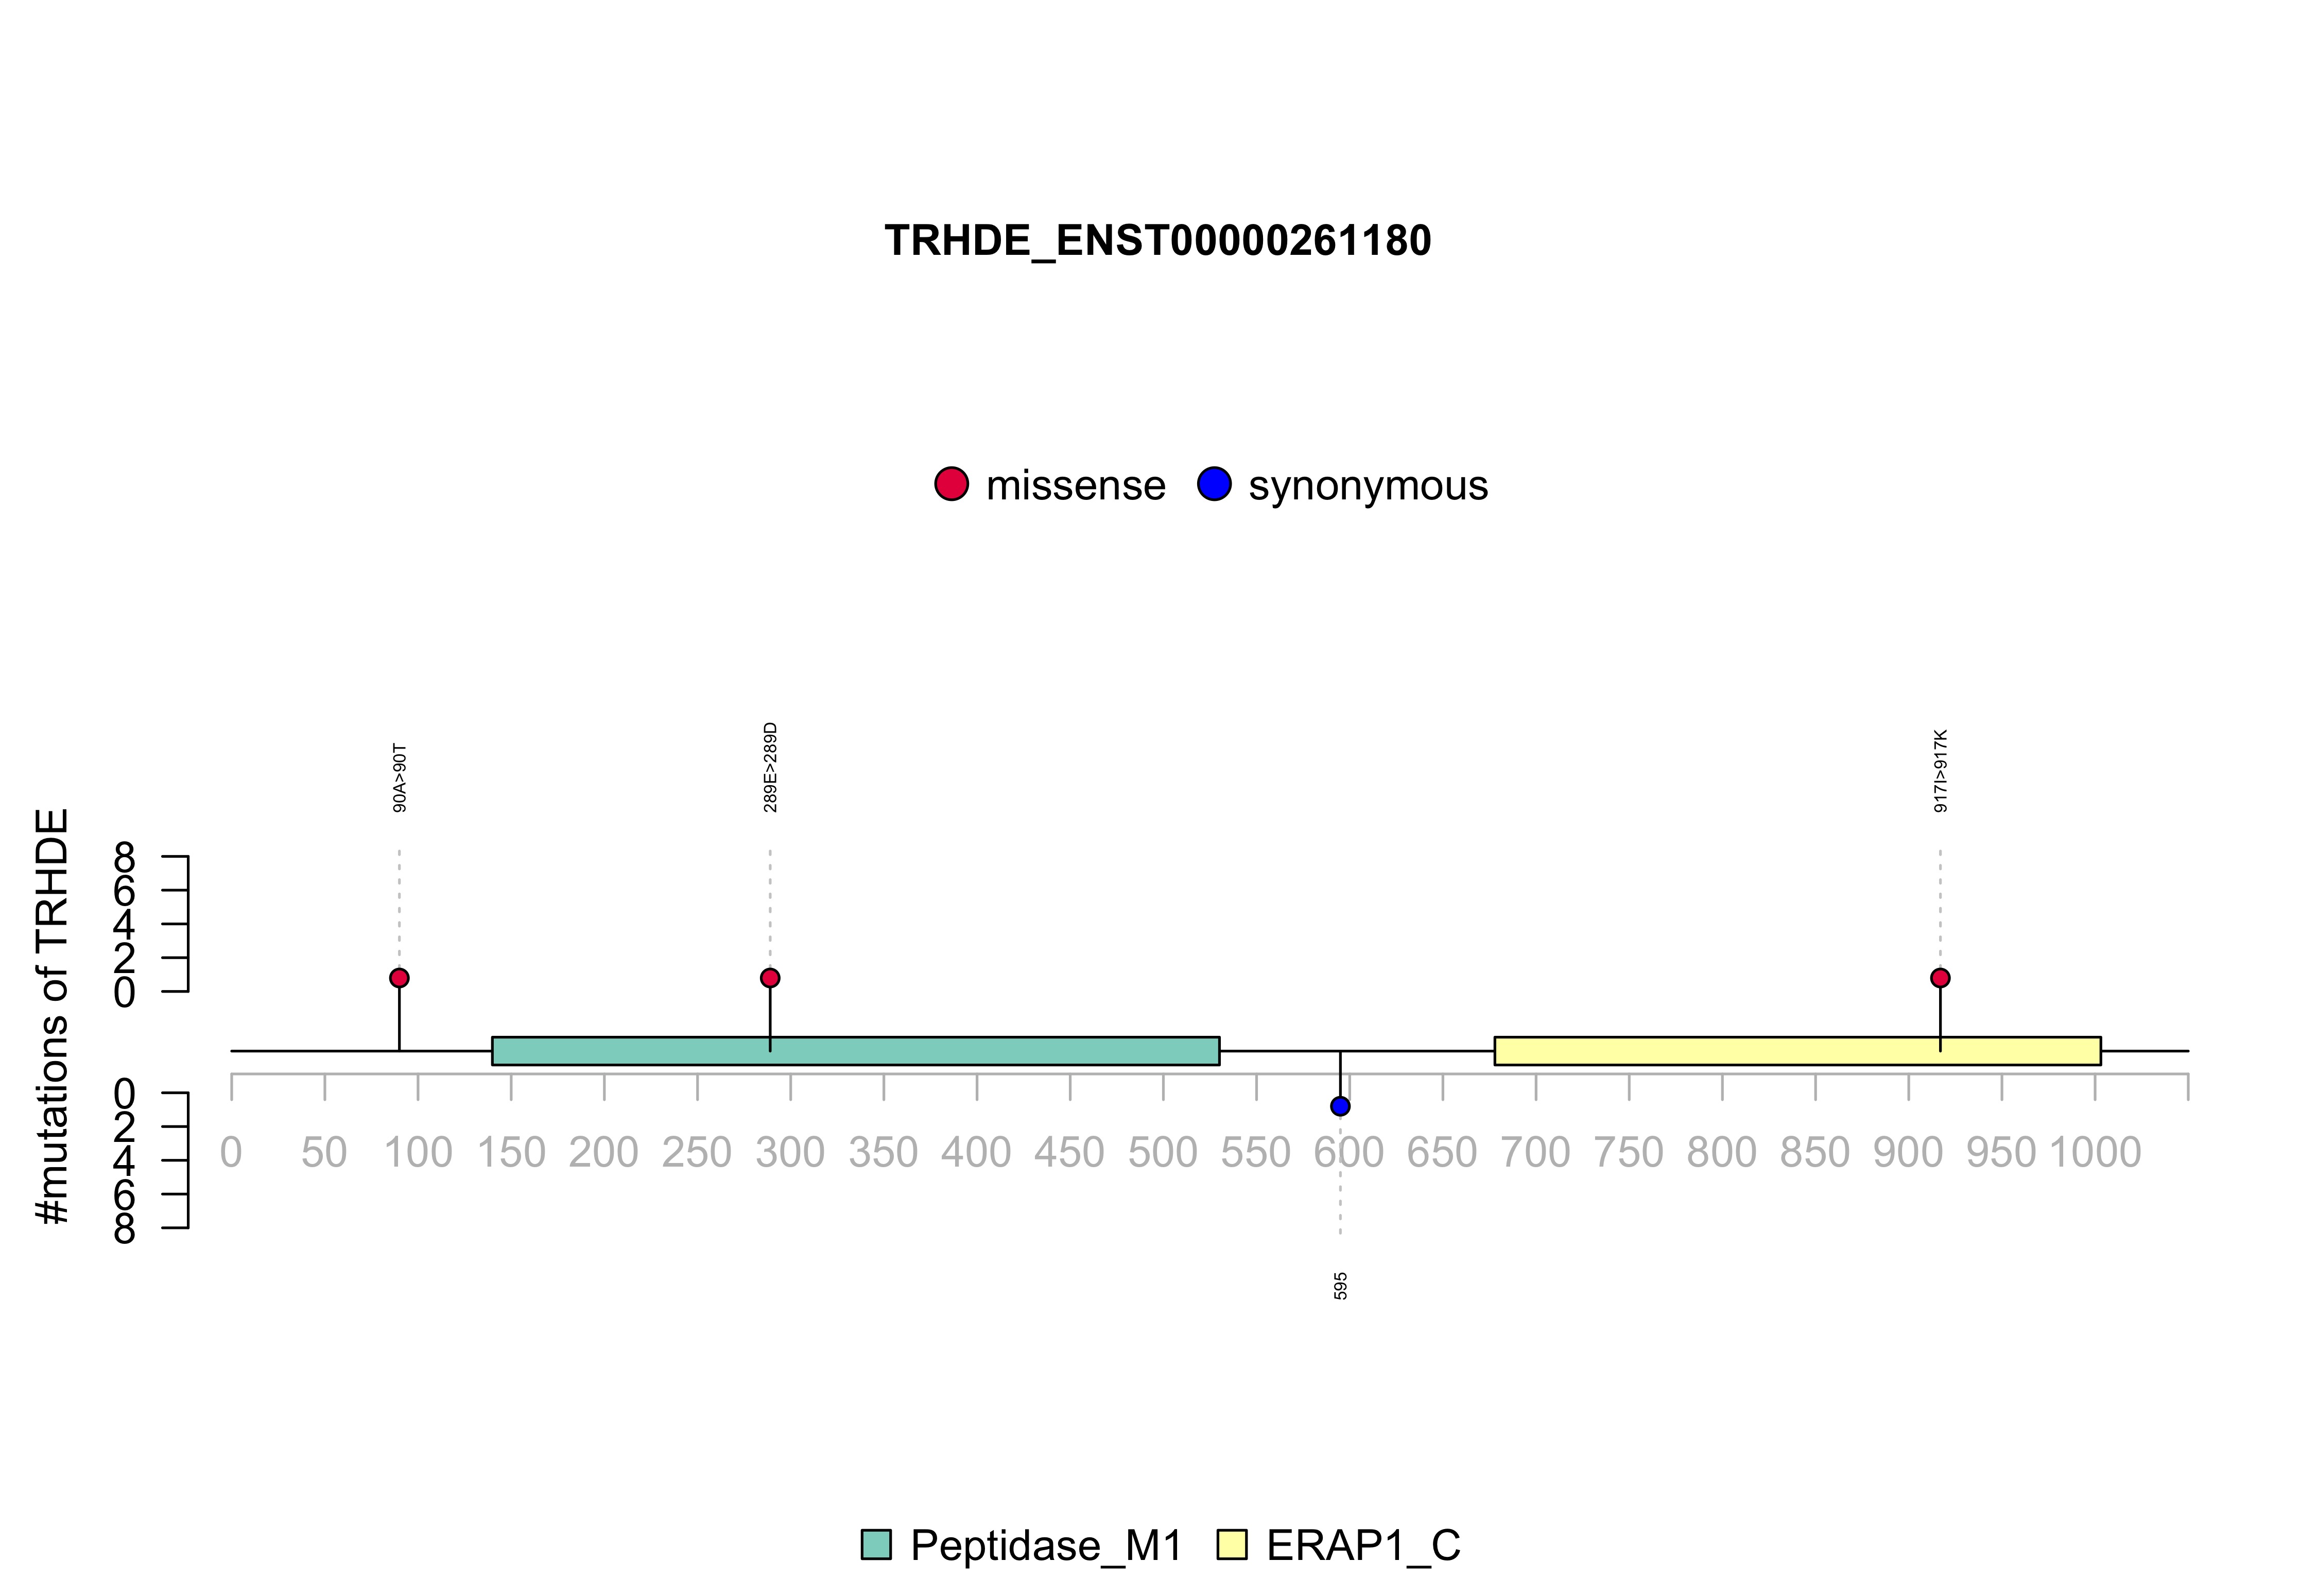 TRHDE_ENST00000261180
missense synonymous
90A>90T
289E>289D
917I>917K
#mutations of TRHDE
8
6
4
2
0
0
2
4
6
8
0 50 100 150 200 250 300 350 400 450 500 550 600 650 700 750 800 850 900 950 1000
595
Peptidase_M1 ERAP1_C